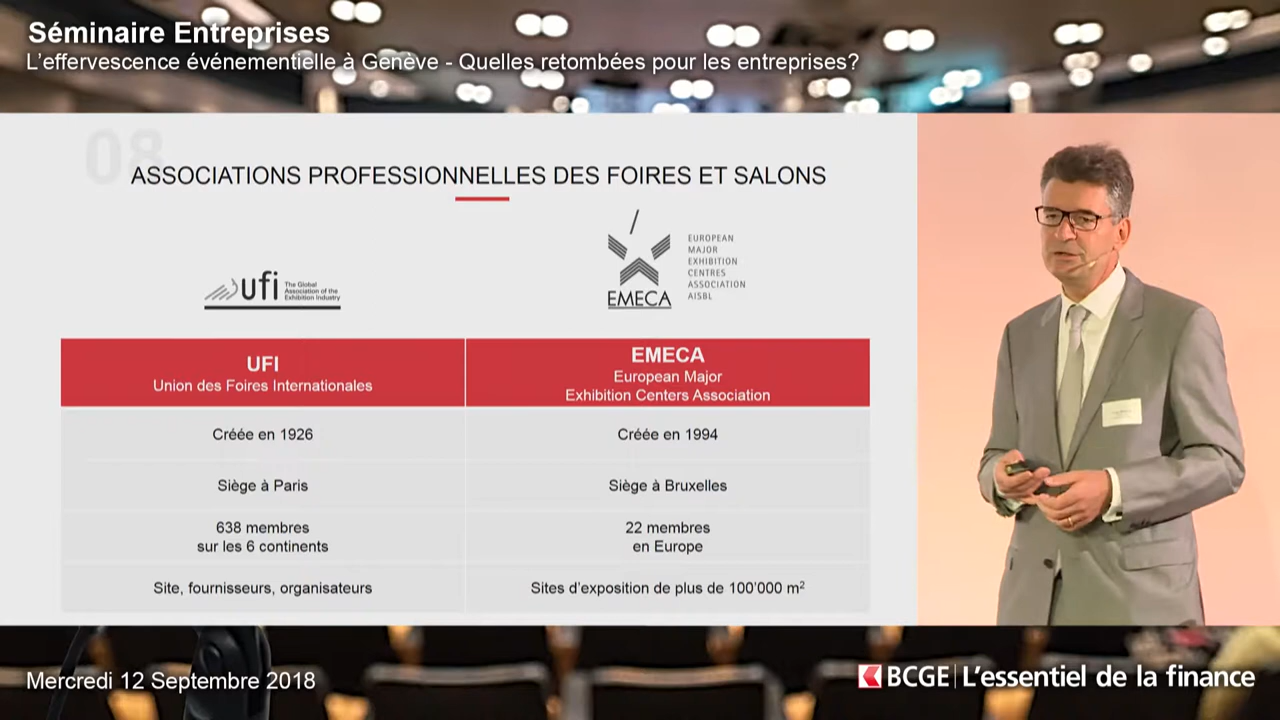 Séminaire Entreprises
L'effervescence événementielle à Genève - Quelles retombées pour les entreprises?
08
ASSOCIATIONS PROFESSIONNELLES DES FOIRES ET SALONS
ufi
The Global
Association of the
Exhibition Industry
EMECA
EUROPEAN
MAJOR
EXHIBITION
CENTRES
ASSOCIATION
AISBL
UFI
Union des Foires Internationales
EMECA
European Major
Exhibition Centers Association
Créée en 1926
Créée en 1994
Siège à Paris
Siège à Bruxelles
638 membres
sur les 6 continents
22 membres
en Europe
Site, fournisseurs, organisateurs
Sites d'exposition de plus de 100'000 m²
Mercredi 12 Septembre 2018
BCGE | L'essentiel de la finance